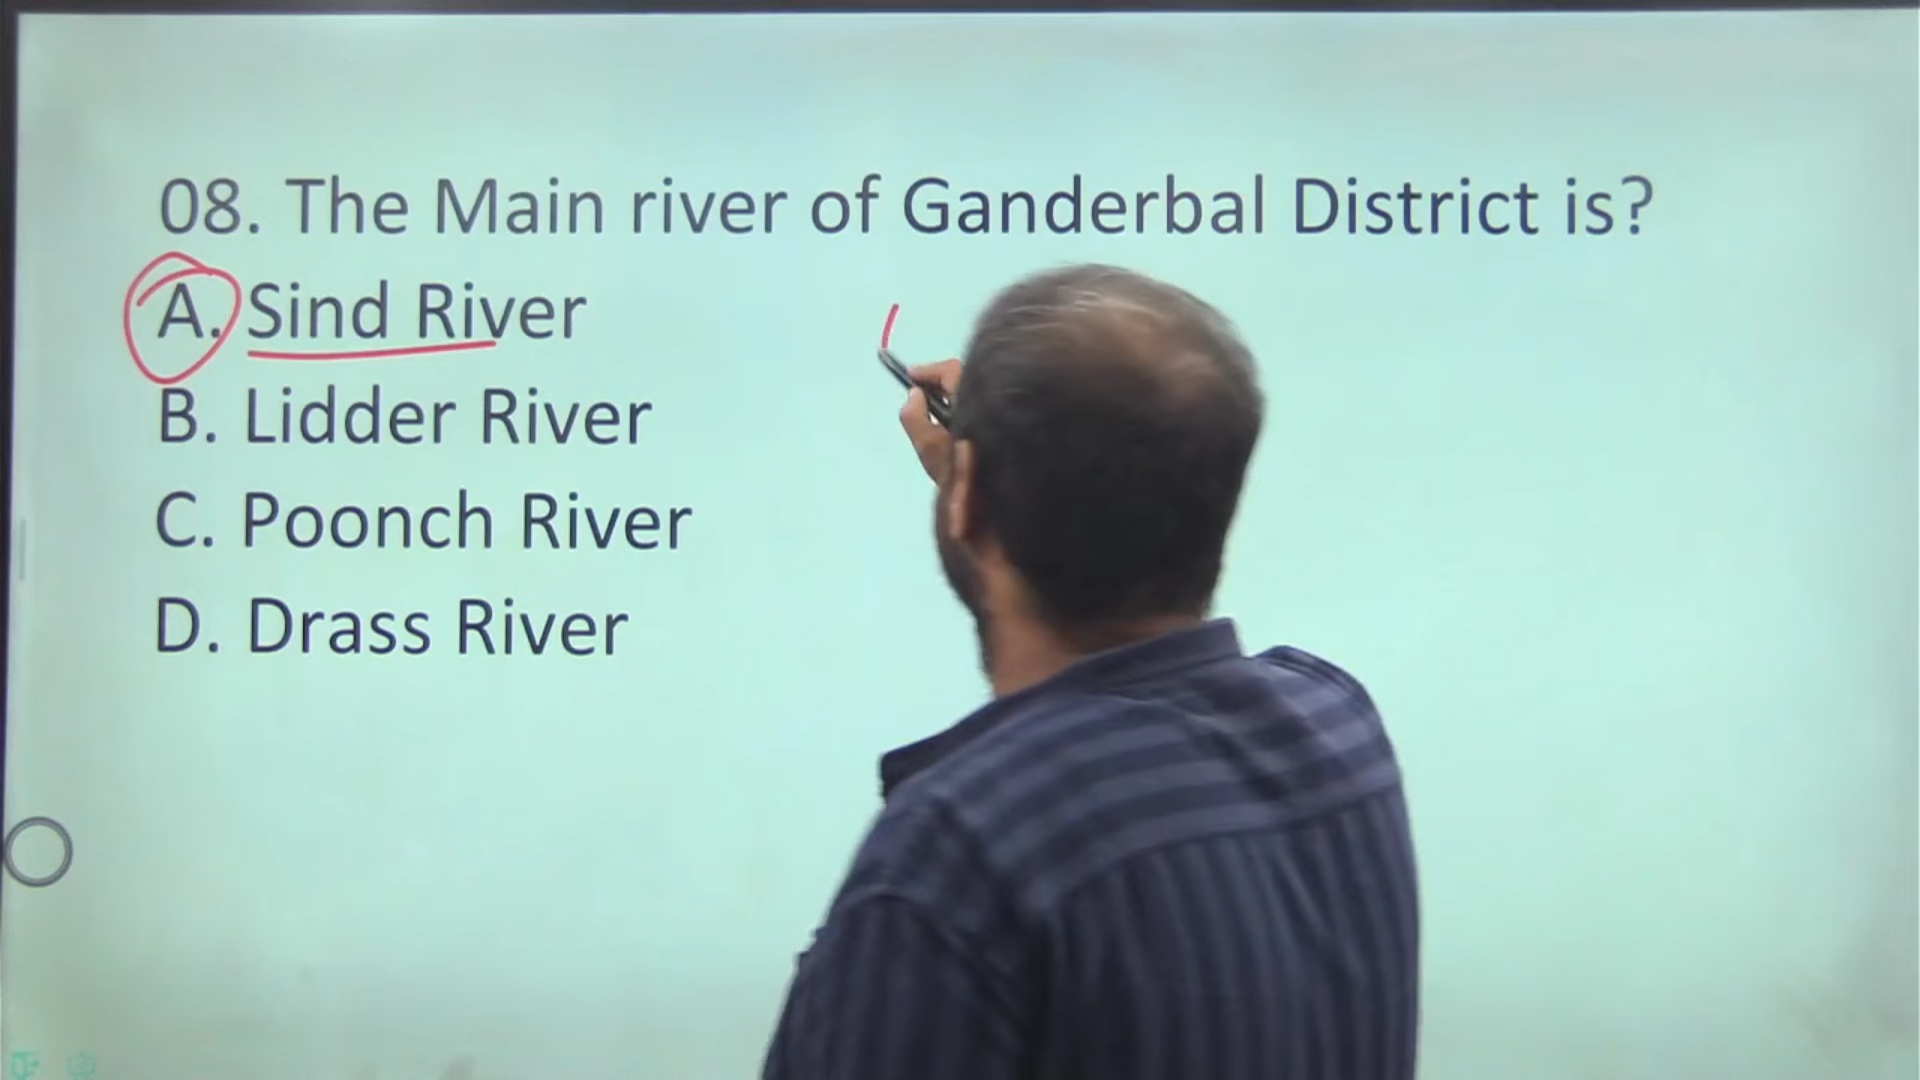 08. The Main river of Ganderbal District is?
A. Sind River
B. Lidder River
C. Poonch River
D. Drass River